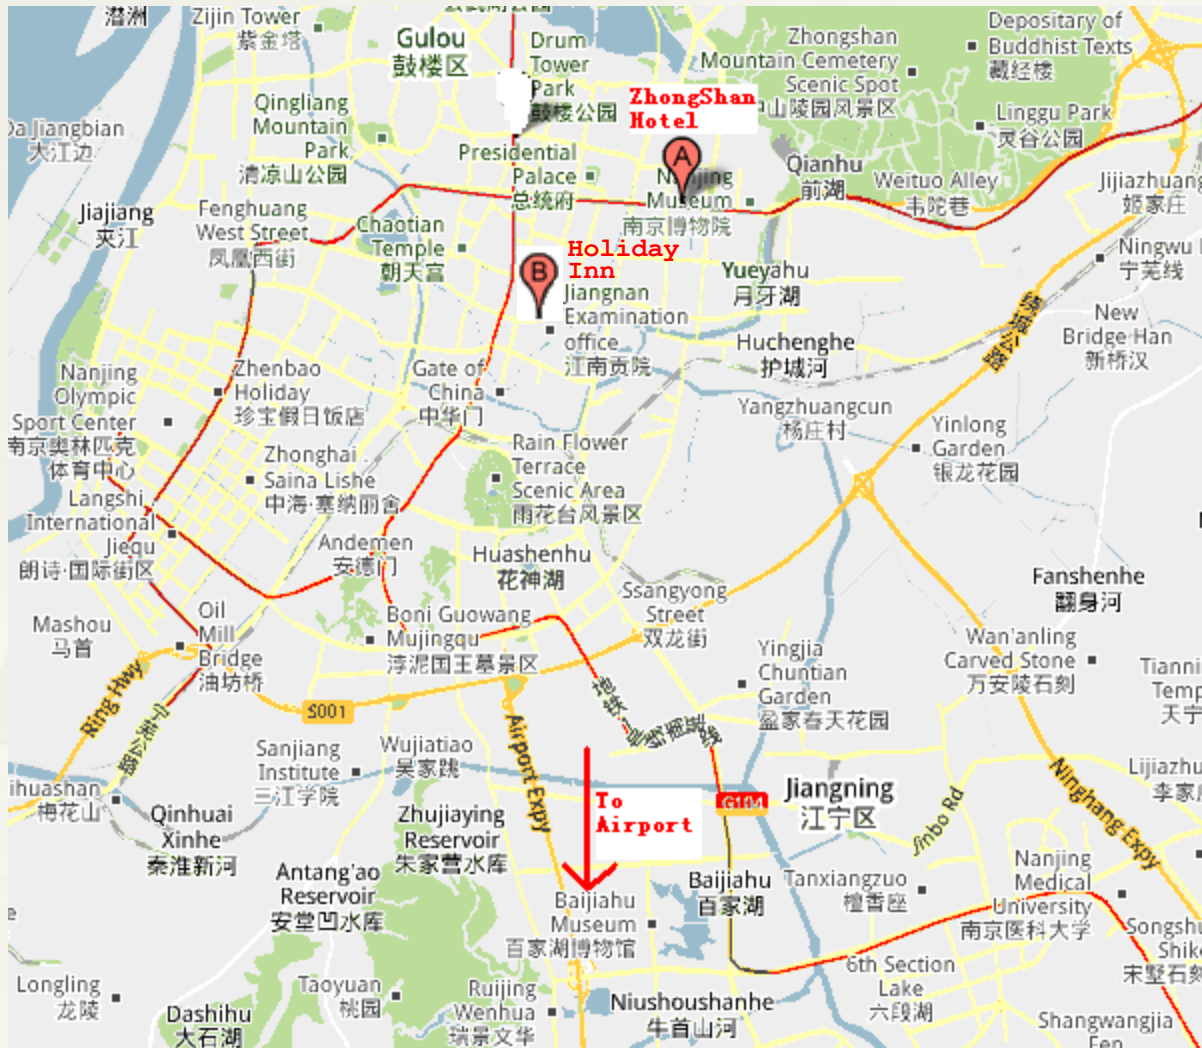 潜洲
Zijin Tower
紫金塔
Gulou
鼓楼区
Drum
Tower
Park
鼓楼公园
Zhongshan
Mountain Cemetery
Scenic Spot
山陵园风景区
Depositary of
Buddhist Texts
藏经楼
Linggu Park
灵谷公园
ZhongShan
Hotel
A
Qingliang
Mountain
Park
清凉山公园
Da Jiangbian
大江边
Presidential
Palace
总统府
Nanjing
Museum
南京博物院
Qianhu
前湖
Weituo Alley
韦陀巷
Jijiazhuang
姬家庄
Jiajiang
夹江
Fenghuang
West Street
凤凰西街
Chaotian
Temple
朝天宫
Holiday
Inn
B
Jiangnan
Examination
office
江南贡院
Yueyahu
月牙湖
Ningwu
宁芜线
绕城公路
New
Bridge-Han
新桥汉
Huchenghe
护城河
Nanjing
Olympic
Sport Center
南京奥林匹克
体育中心
Zhenbao
Holiday
珍宝假日饭店
Gate of
China
中华门
Yangzhuangcun
杨庄村
Yinlong
Garden
银龙花园
Zhonghai
Saina Lishe
中海·塞纳丽舍
Rain Flower
Terrace
Scenic Area
雨花台风景区
Langshi
International
Jiequ
朗诗·国际街区
Andemen
安德门
Huashenhu
花神湖
Ssangyong
Street
双龙街
Fanshenhe
翻身河
Mashou
马首
Oil
Mill
Bridge
油坊桥
Boni Guowang
Mujingqu
浡泥国王墓景区
Yingjia
Chuntian
Garden
盈家春天花园
Wan'anling
Carved Stone
万安陵石刻
Ring Hwy
S001
Airport Expy
Sanjiang
Institute
三江学院
Wujiatiao
吴家跳
G104
Jiangning
江宁区
Ninghang Expy
Jinbo Rd
ihuashan
梅花山
Qinhuai
Xinhe
秦淮新河
Zhujiaying
Reservoir
朱家营水库
To
Airport
Antang'ao
Reservoir
安堂凹水库
Baijiahu
Museum
百家湖博物馆
Baijiahu
百家湖
Tanxiangzuo
檀香座
Nanjing
Medical
University
南京医科大学
Longling
龙陵
Dashihu
大石湖
Taoyuan
桃园
Ruijing
Wenhua
瑞景文华
Niushoushanhe
牛首山河
6th Section
Lake
六段湖
Shangwangjia